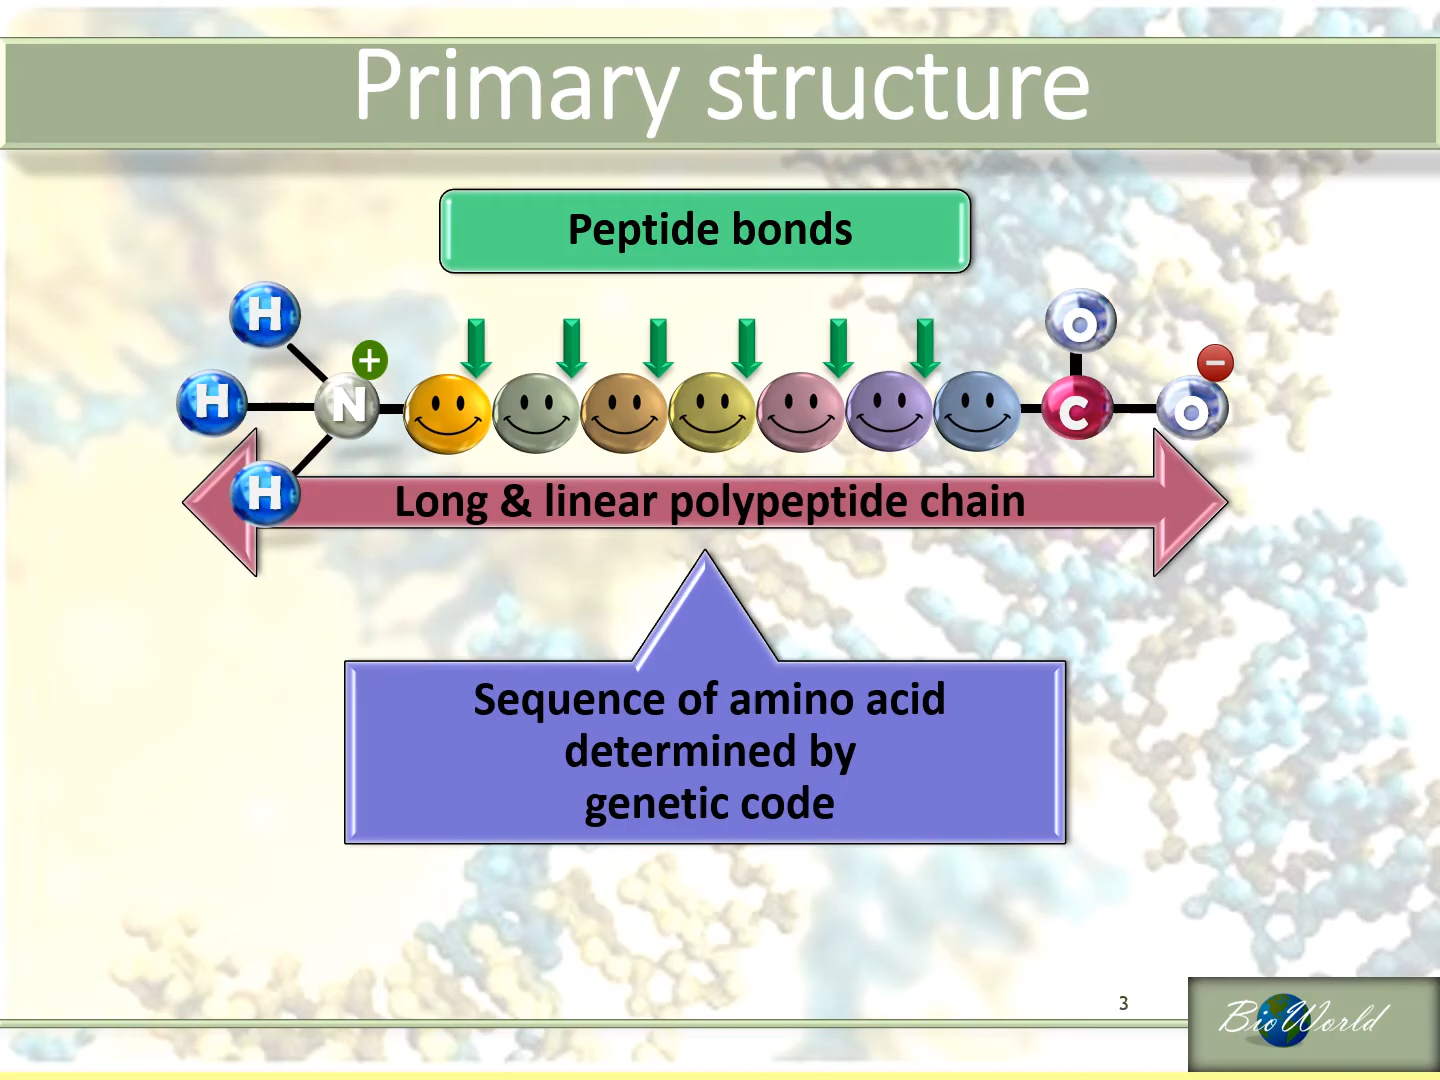 Primary structure
Peptide bonds
H
O
+
−
H
N
C
O
H
Long & linear polypeptide chain
Sequence of amino acid
determined by
genetic code
3
BioWorld